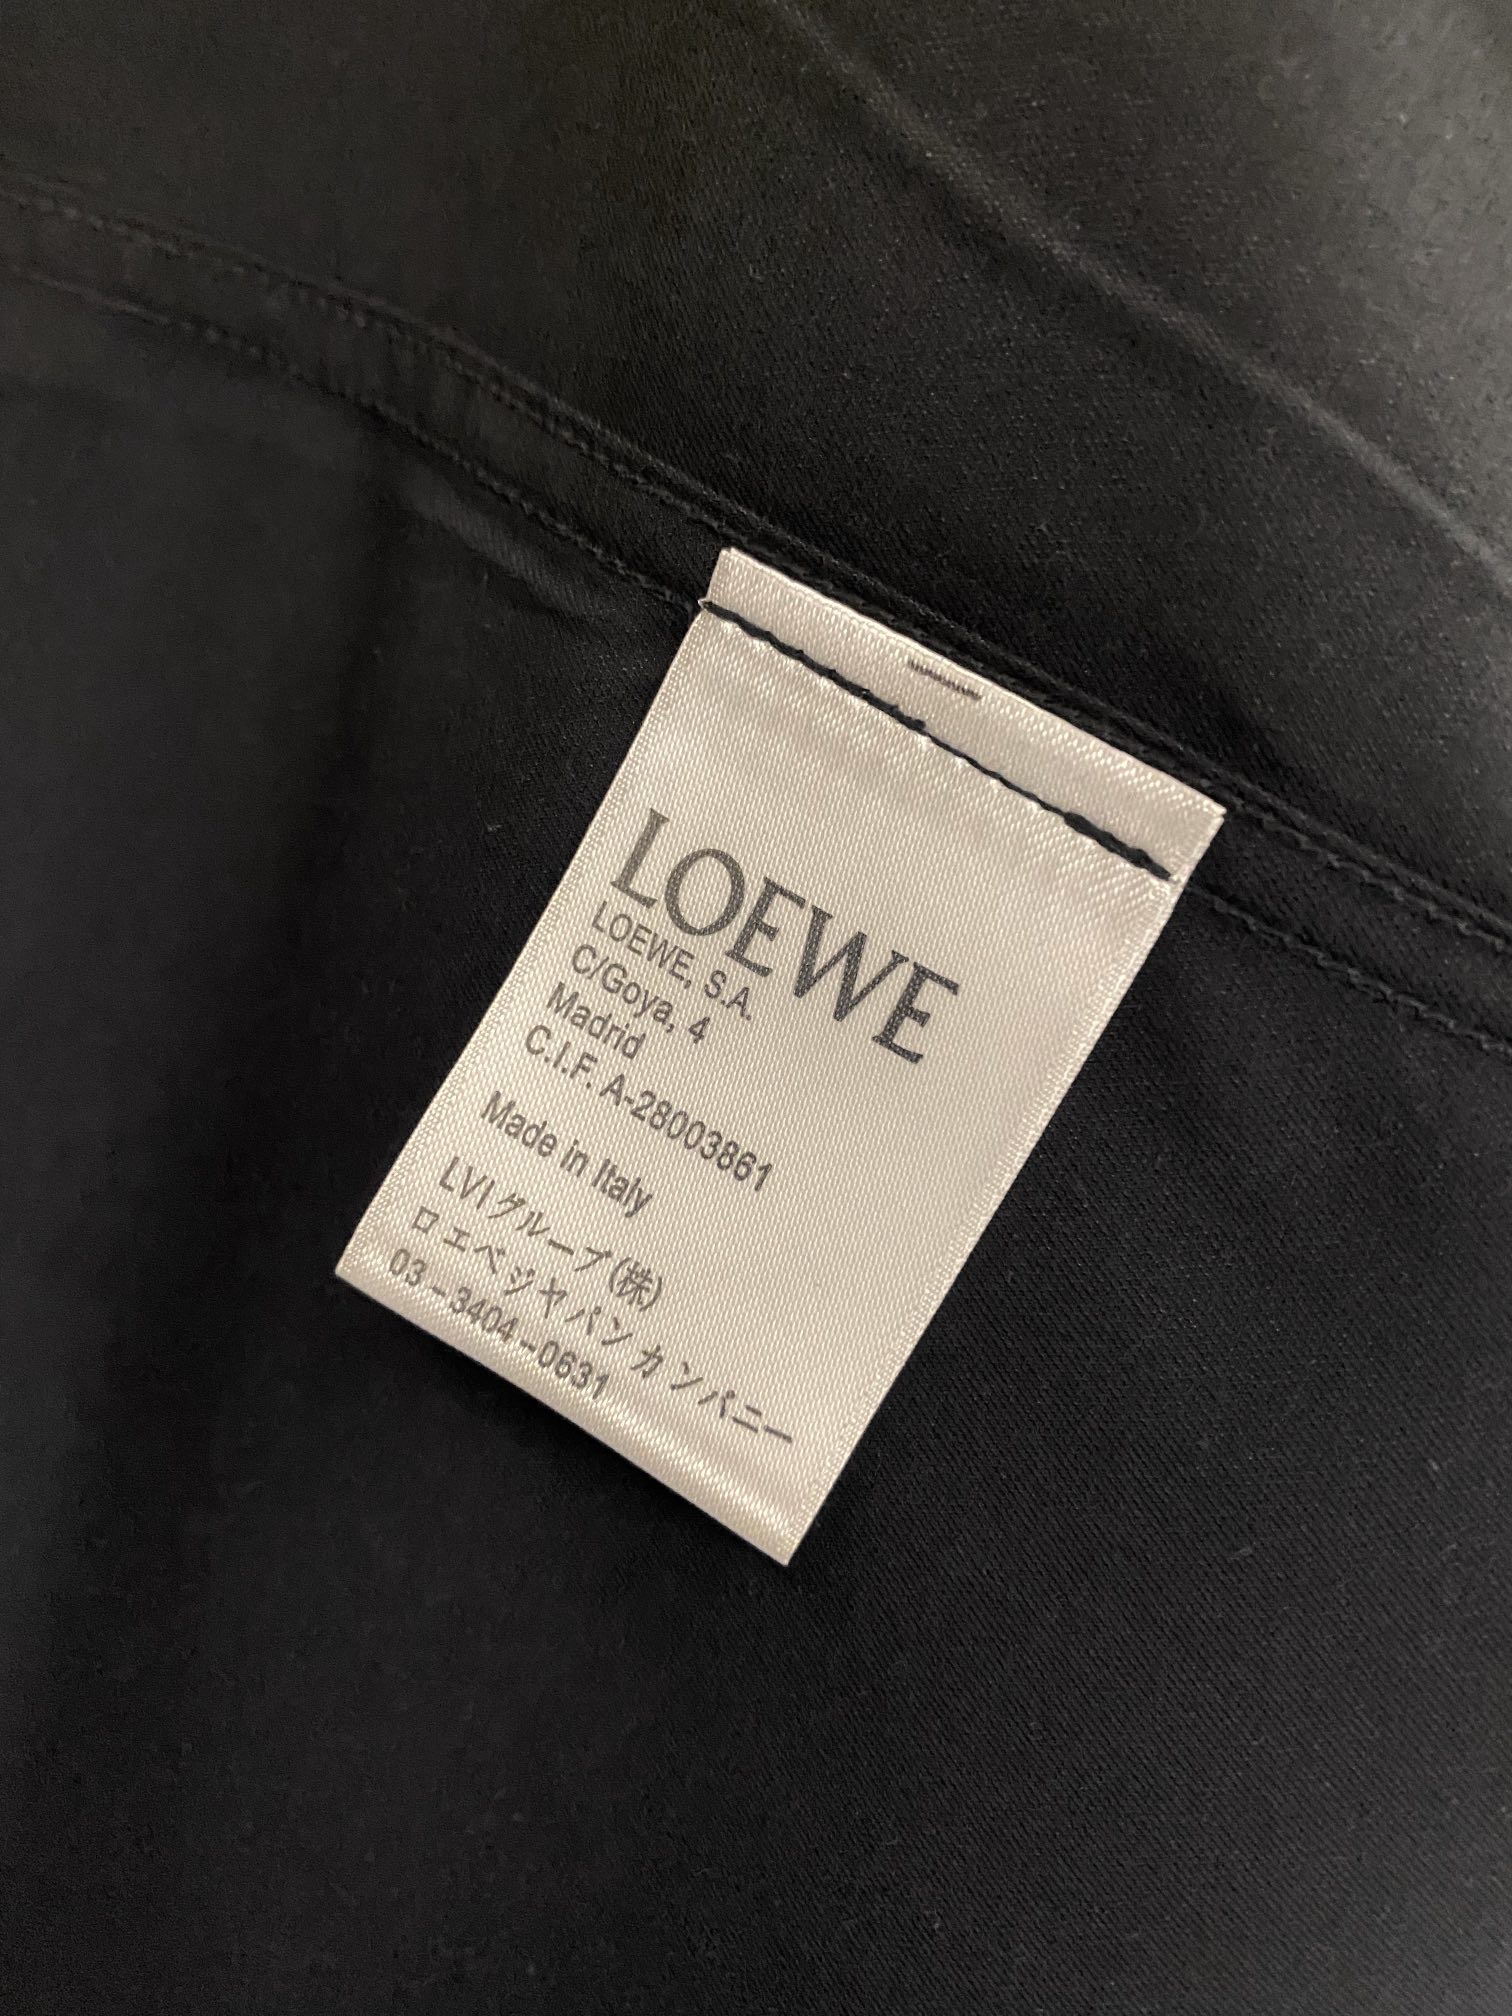 LOEWE
LOEWE, S.A.
C/Goya, 4
Madrid
C.I.F. A-28003861
Made in Italy
LVIグループ(株)
ロエベジャパンカンパニー
03-3404-0631